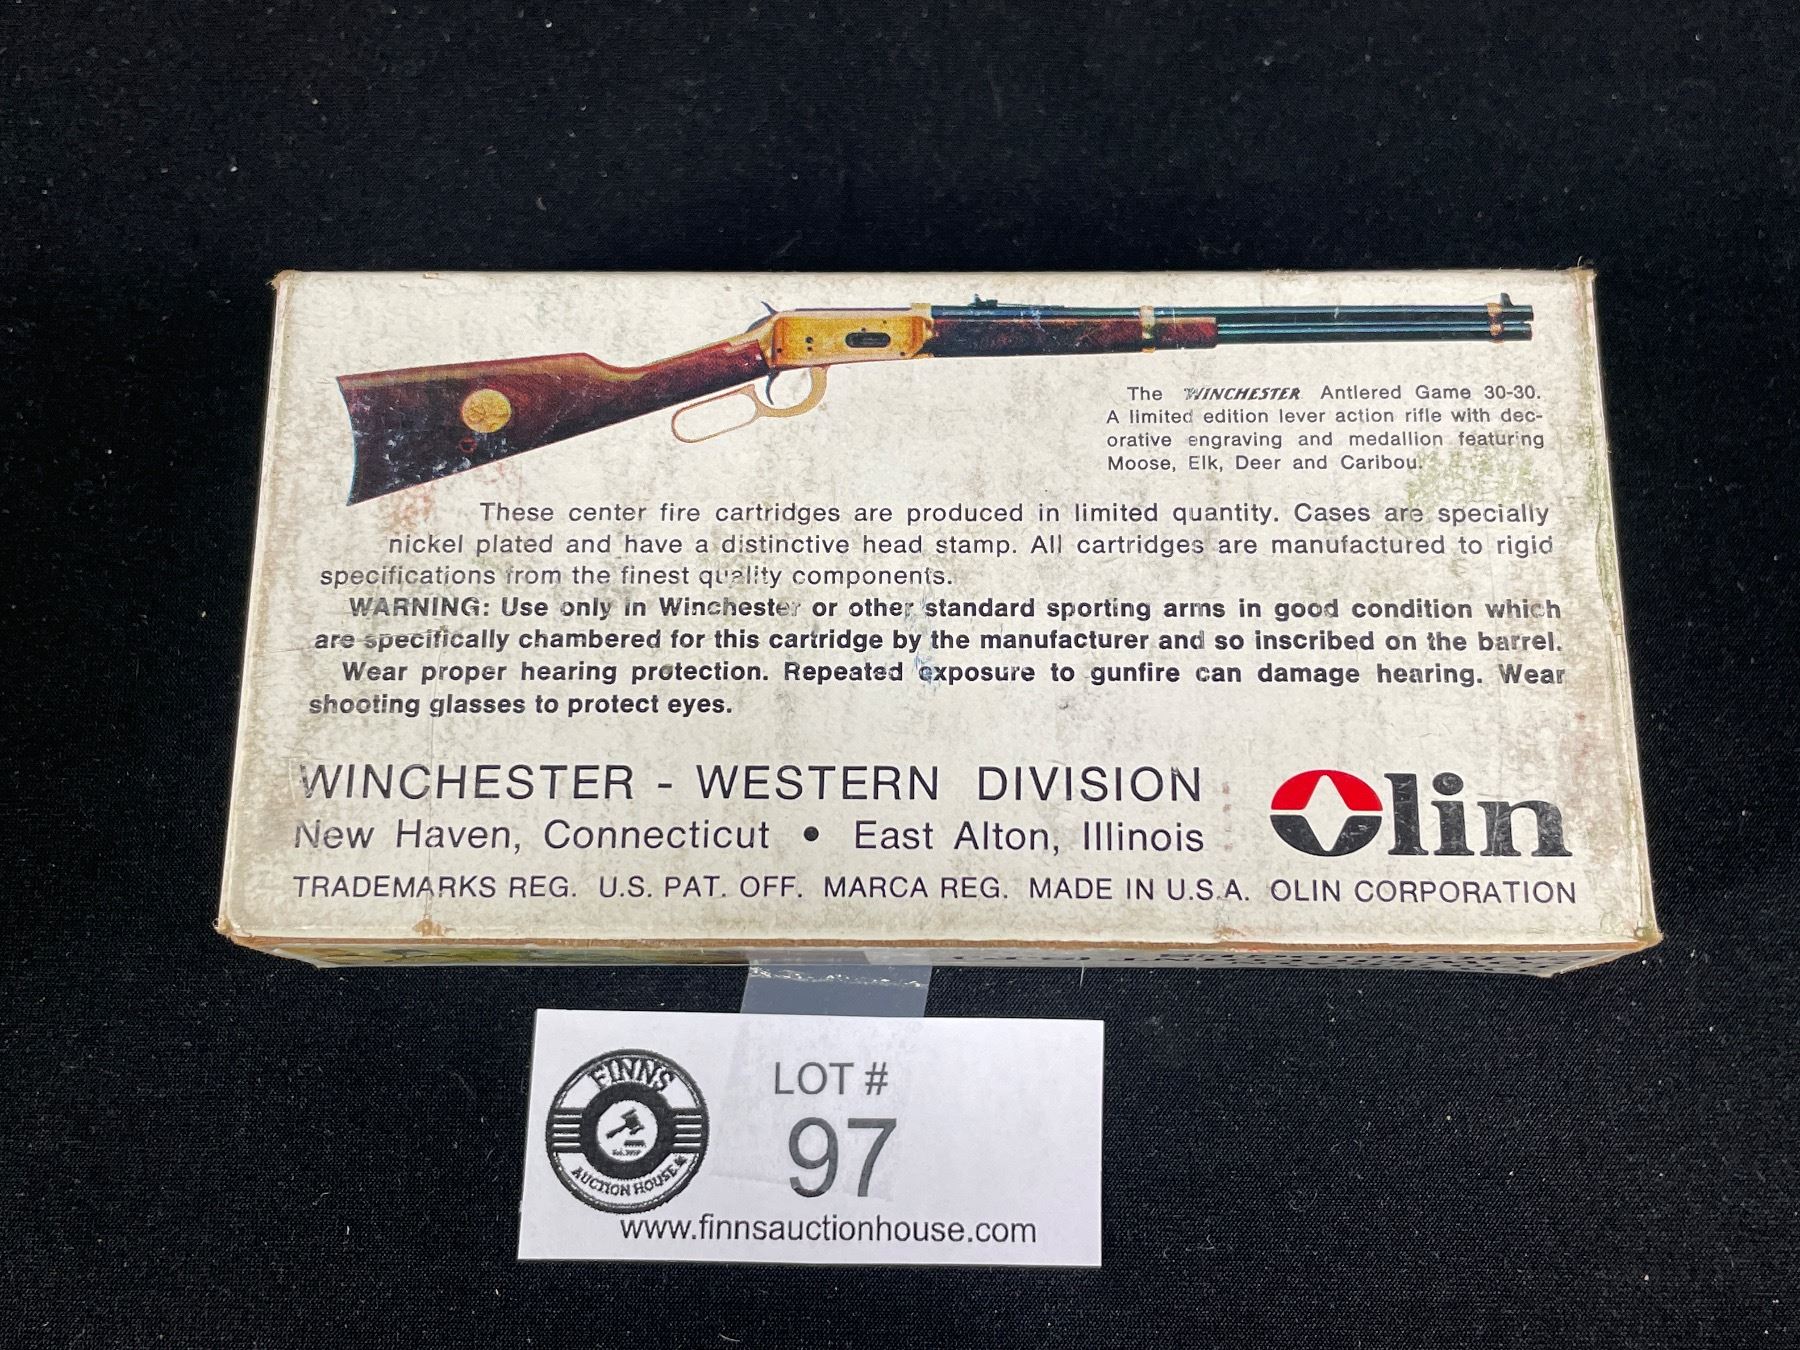 The WINCHESTER Antlered Game 30-30.
A limited edition lever action rifle with dec-
orative engraving and medallion featuring
Moose, Elk, Deer and Caribou.
These center fire cartridges are produced in limited quantity. Cases are specially
nickel plated and have a distinctive head stamp. All cartridges are manufactured to rigid
specifications from the finest quality components.
WARNING: Use only in Winchester or other standard sporting arms in good condition which
are specifically chambered for this cartridge by the manufacturer and so inscribed on the barrel.
Wear proper hearing protection. Repeated exposure to gunfire can damage hearing. Wear
shooting glasses to protect eyes.
WINCHESTER - WESTERN DIVISION
New Haven, Connecticut • East Alton, Illinois
Olin
TRADEMARKS REG. U.S. PAT. OFF. MARCA REG. MADE IN U.S.A. OLIN CORPORATION
FINNS
AUCTION HOUSE
LOT #
97
www.finnsauctionhouse.com